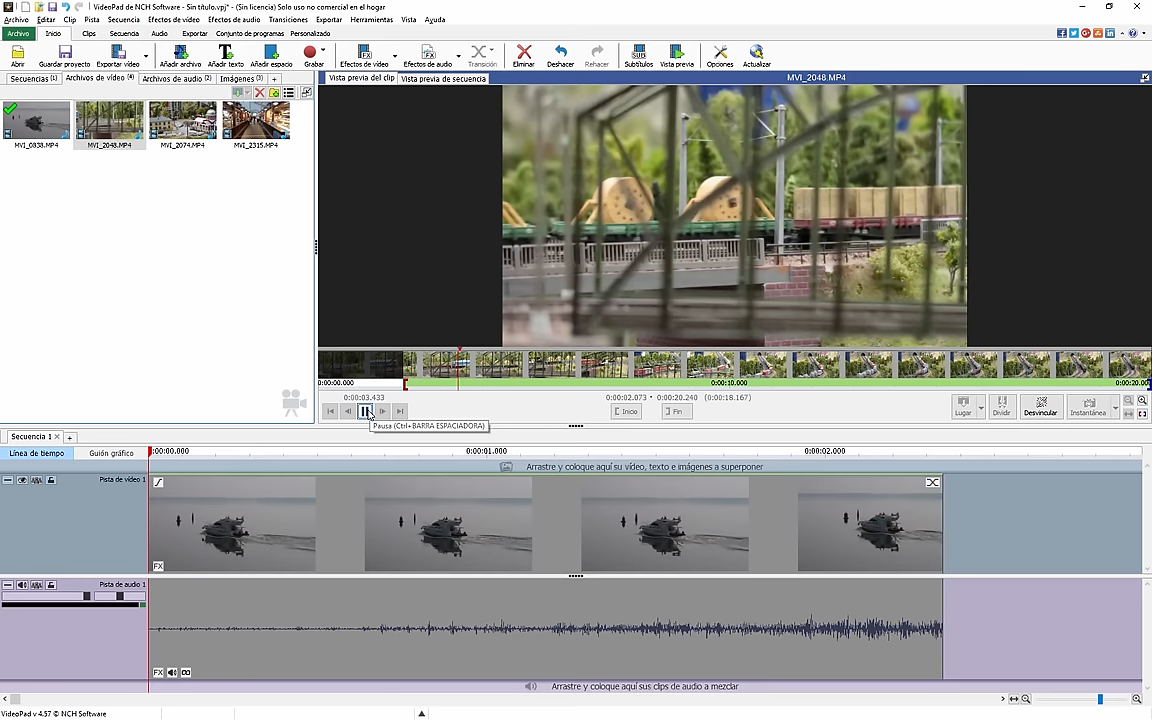 VideoPad de NCH Software - Sin título.vpj* - (Sin licencia) Solo uso no comercial en el hogar
Archivo Editar Clip Pista Secuencia Efectos de vídeo Efectos de audio Transiciones Exportar Herramientas Vista Ayuda
Archivo Inicio Clips Secuencia Audio Exportar Conjunto de programas Personalizado
Abrir Guardar proyecto Exportar vídeo Añadir archivo Añadir texto Añadir espacio Grabar Efectos de vídeo Efectos de audio Transición Eliminar Deshacer Rehacer Subtítulos Vista previa Opciones Actualizar
Secuencias (1) Archivos de vídeo (4) Archivos de audio (2) Imágenes (3) +
Vista previa del clip Vista previa de secuencia MVI_2048.MP4
MVI_0838.MP4 MVI_2048.MP4 MVI_2074.MP4 MVI_2315.MP4
0:00:00.000 0:00:10.000 0:00:20.00
0:00:03.433 0:00:02.073 • 0:00:20.240 (0:00:18.167)
Inicio Fin
Lugar Dividir Desvincular Instantánea
Pausa (Ctrl+BARRA ESPACIADORA)
Secuencia 1 × +
Línea de tiempo Guión gráfico :00:00.000 0:00:01.000 0:00:02.000
Arrastre y coloque aquí su vídeo, texto e imágenes a superponer
Pista de vídeo 1
FX
Pista de audio 1
FX
Arrastre y coloque aquí sus clips de audio a mezclar
VideoPad v 4.57 © NCH Software